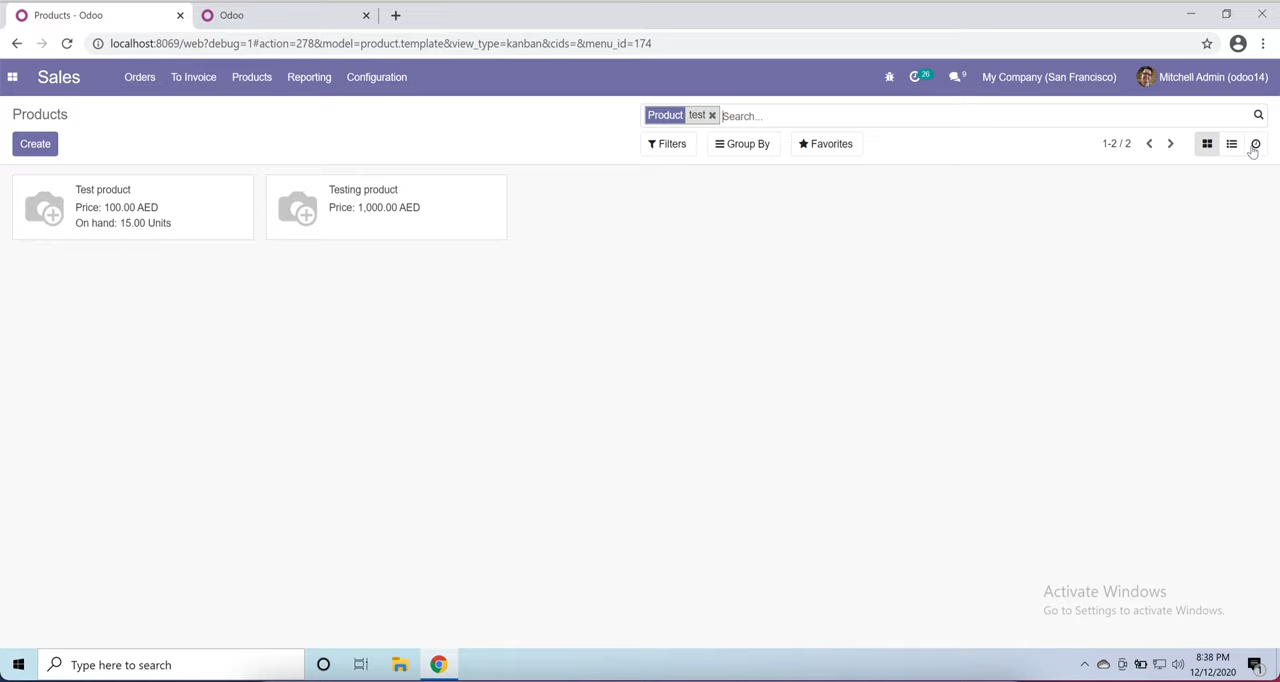 Products - Odoo
Odoo
localhost:8069/web?debug=1#action=278&model=product.template&view_type=kanban&cids=&menu_id=174
Sales Orders To Invoice Products Reporting Configuration 26 9 My Company (San Francisco) Mitchell Admin (odoo14)
Products
Product test Search...
Create Filters Group By Favorites 1-2 / 2
Test product
Price: 100.00 AED
On hand: 15.00 Units
Testing product
Price: 1,000.00 AED
Activate Windows
Go to Settings to activate Windows.
Type here to search
8:38 PM
12/12/2020
1